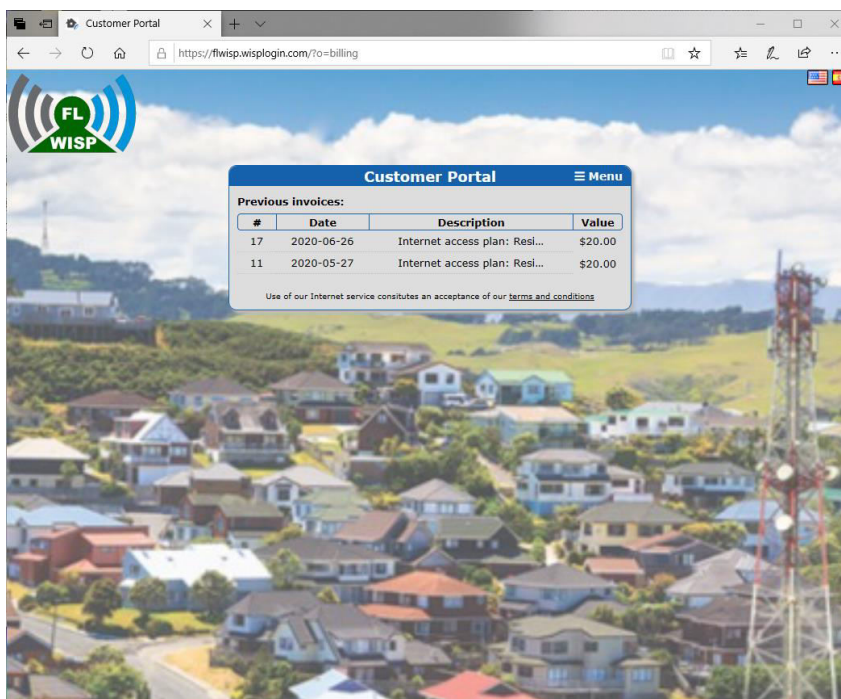 Customer Portal
https://flwisp.wisplogin.com/?o=billing
FL
WISP
Customer Portal
Menu
Previous invoices:
# Date Description Value
17 2020-06-26 Internet access plan: Resi... $20.00
11 2020-05-27 Internet access plan: Resi... $20.00
Use of our Internet service consitutes an acceptance of our terms and conditions